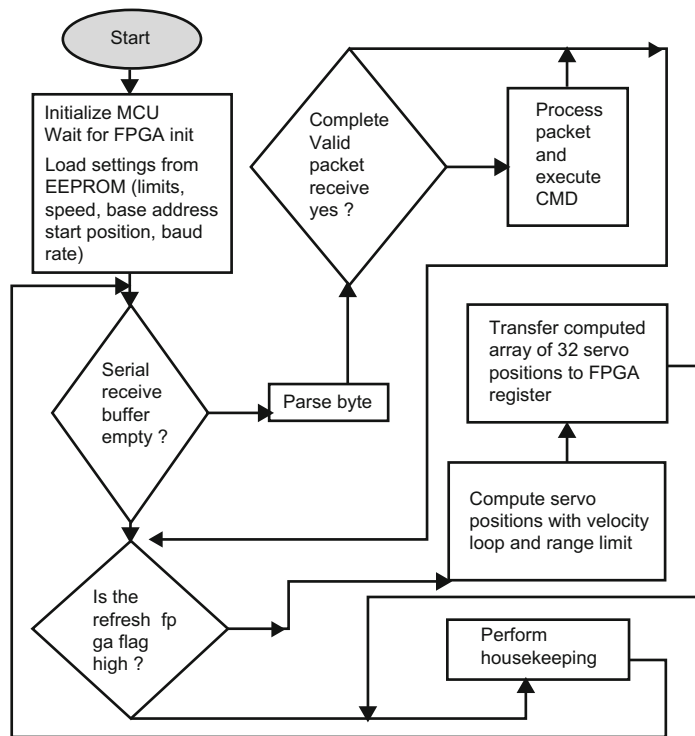 Start
Initialize MCU
Wait for FPGA init
Load settings from
EEPROM (limits,
speed, base address
start position, baud
rate)
Serial
receive
buffer
empty ?
Parse byte
Complete
Valid
packet
receive
yes ?
Process
packet
and
execute
CMD
Is the
refresh fp
ga flag
high ?
Compute servo
positions with velocity
loop and range limit
Transfer computed
array of 32 servo
positions to FPGA
register
Perform
housekeeping